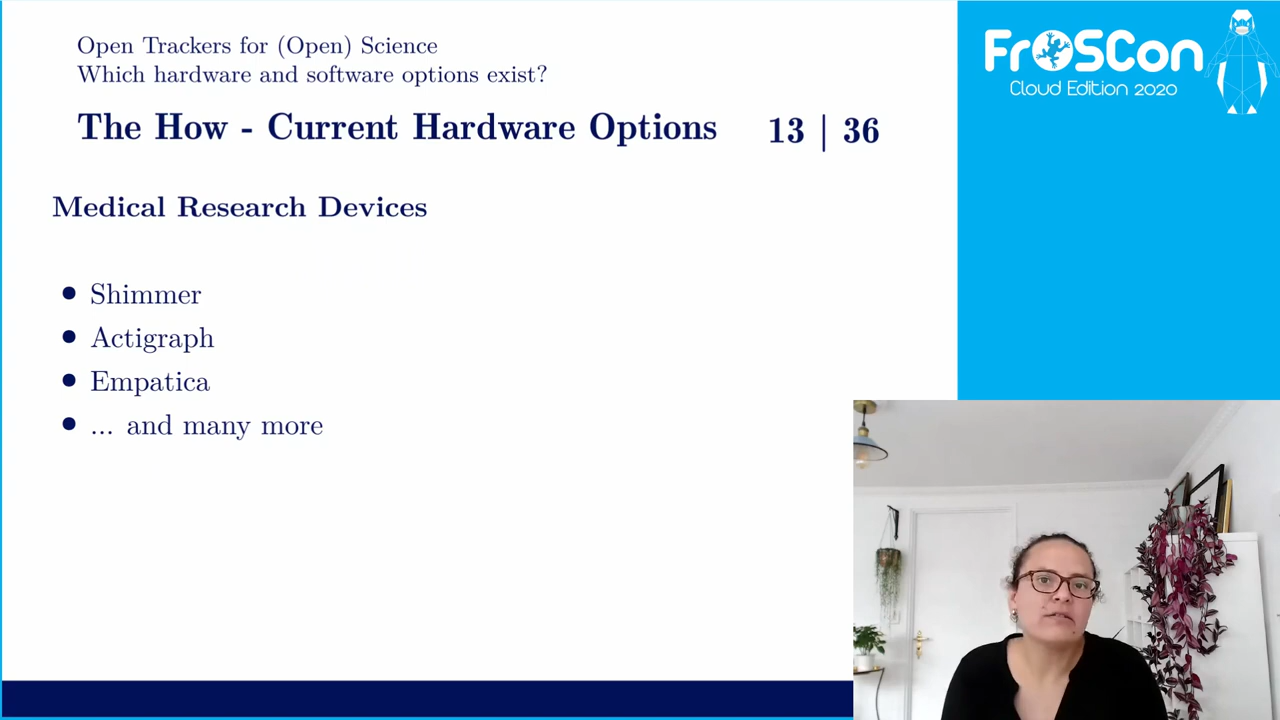 Open Trackers for (Open) Science
Which hardware and software options exist?
The How - Current Hardware Options 13 | 36
Medical Research Devices
• Shimmer
• Actigraph
• Empatica
• ... and many more
FrOSCon
Cloud Edition 2020